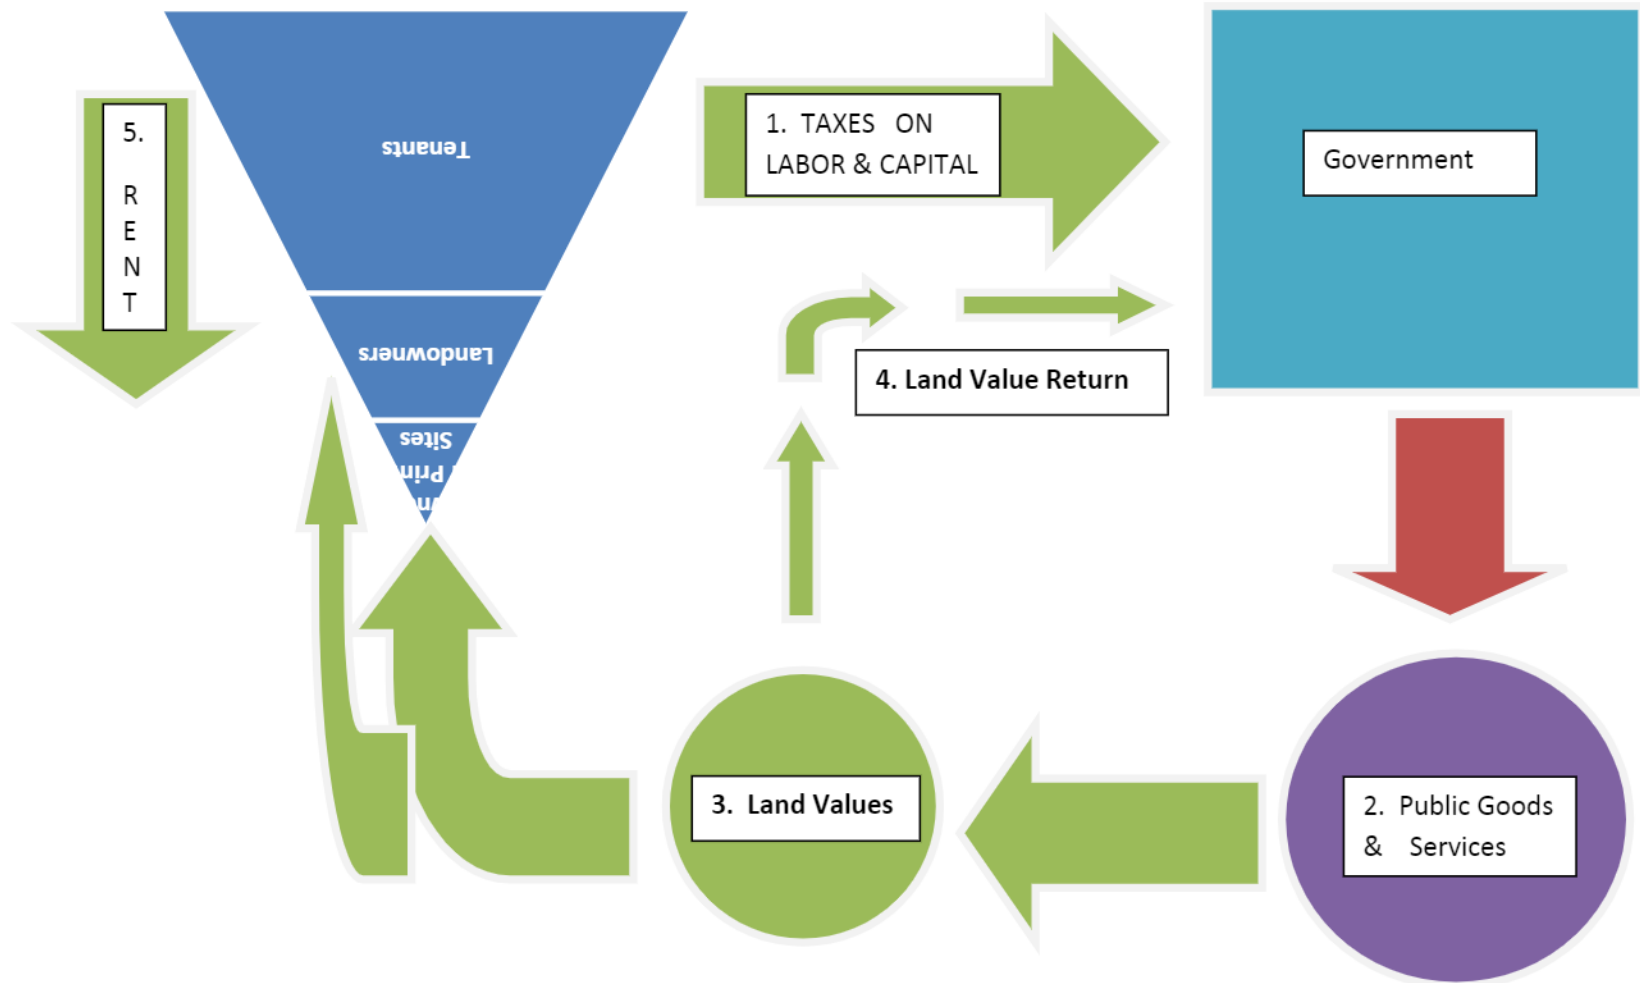 Tenants
Landowners
Sites
5.
R
E
N
T
1. TAXES ON
LABOR & CAPITAL
Government
4. Land Value Return
3. Land Values
2. Public Goods
& Services